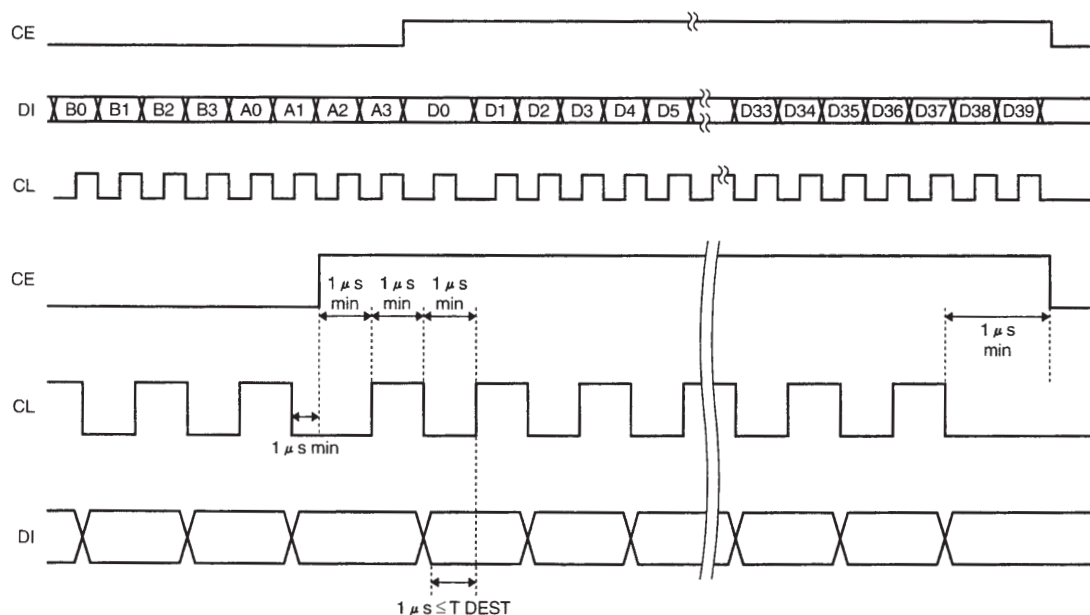 CE
DI B0 B1 B2 B3 A0 A1 A2 A3 D0 D1 D2 D3 D4 D5 D33 D34 D35 D36 D37 D38 D39
CL
CE
1 μ s min
1 μ s min
1 μ s min
1 μ s min
CL
1 μ s min
DI
1 μ s ≤ T DEST